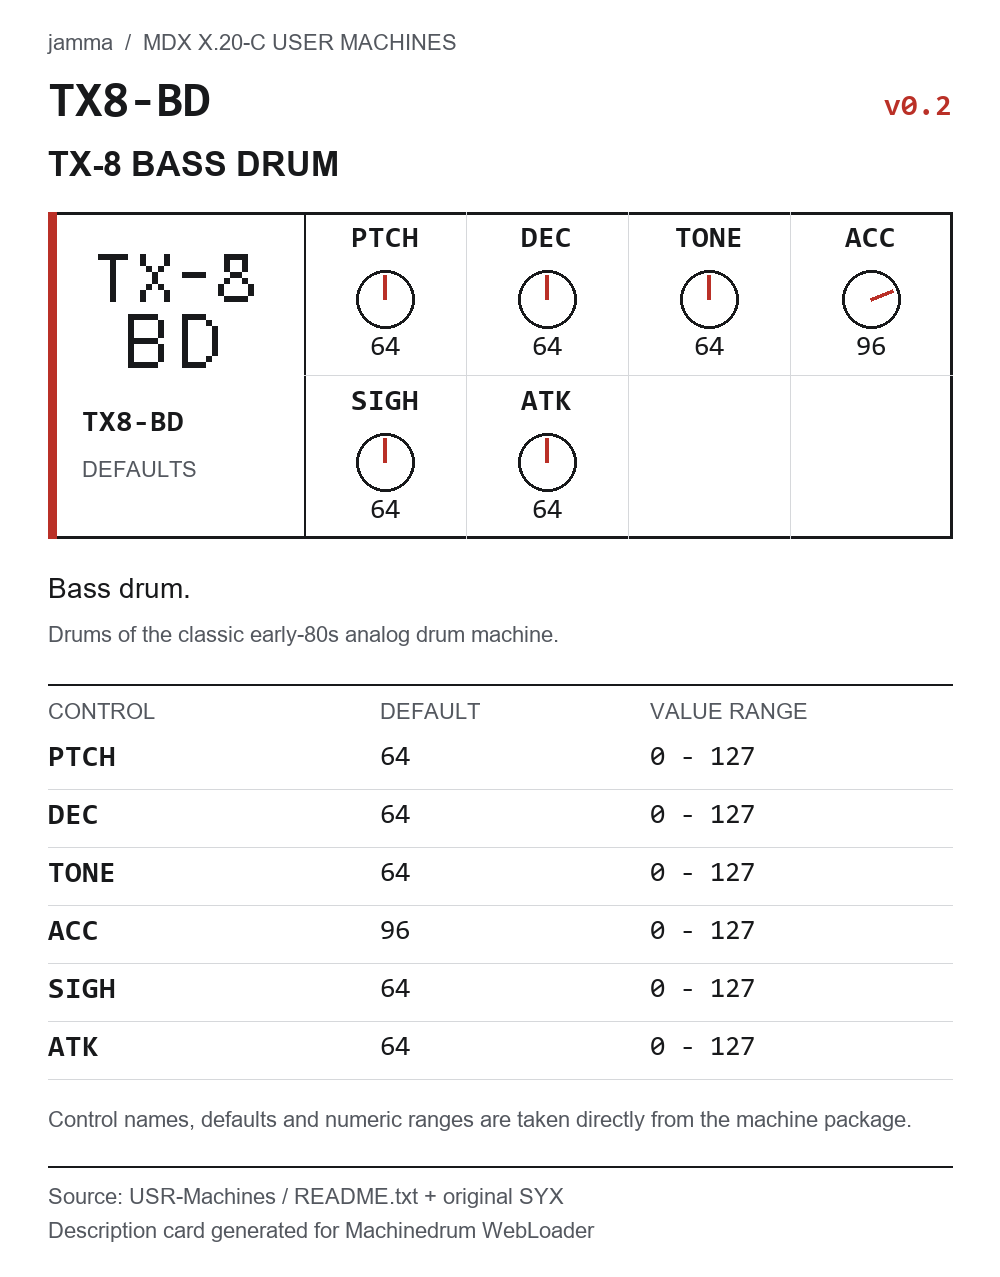 jamma / MDX X.20-C USER MACHINES
TX8-BD
v0.2
TX-8 BASS DRUM
TX-8
BD
TX8-BD
DEFAULTS
PTCH DEC TONE ACC
64 64 64 96
SIGH ATK
64 64
Bass drum.
Drums of the classic early-80s analog drum machine.
CONTROL DEFAULT VALUE RANGE
PTCH 64 0 - 127
DEC 64 0 - 127
TONE 64 0 - 127
ACC 96 0 - 127
SIGH 64 0 - 127
ATK 64 0 - 127
Control names, defaults and numeric ranges are taken directly from the machine package.
Source: USR-Machines / README.txt + original SYX
Description card generated for Machinedrum WebLoader